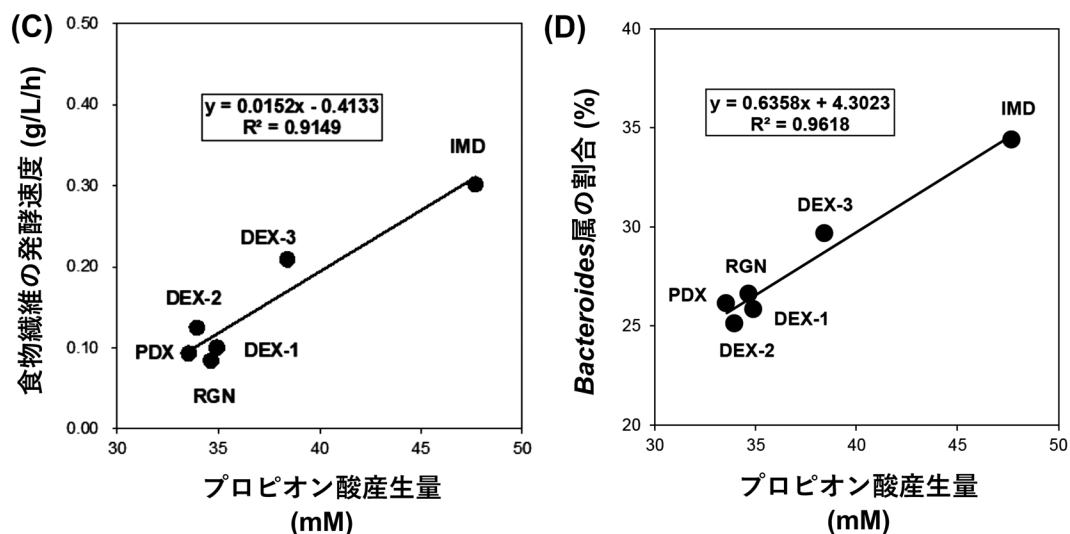 (C)
食物繊維の発酵速度 (g/L/h)
0.50
0.40
0.30
0.20
0.10
0.00
y = 0.0152x - 0.4133
R² = 0.9149
IMD
DEX-3
DEX-2
PDX
DEX-1
RGN
30
35
40
45
50
プロピオン酸産生量
(mM)
(D)
Bacteroides属の割合 (%)
40
35
30
25
20
y = 0.6358x + 4.3023
R² = 0.9618
IMD
DEX-3
RGN
PDX
DEX-1
DEX-2
30
35
40
45
50
プロピオン酸産生量
(mM)